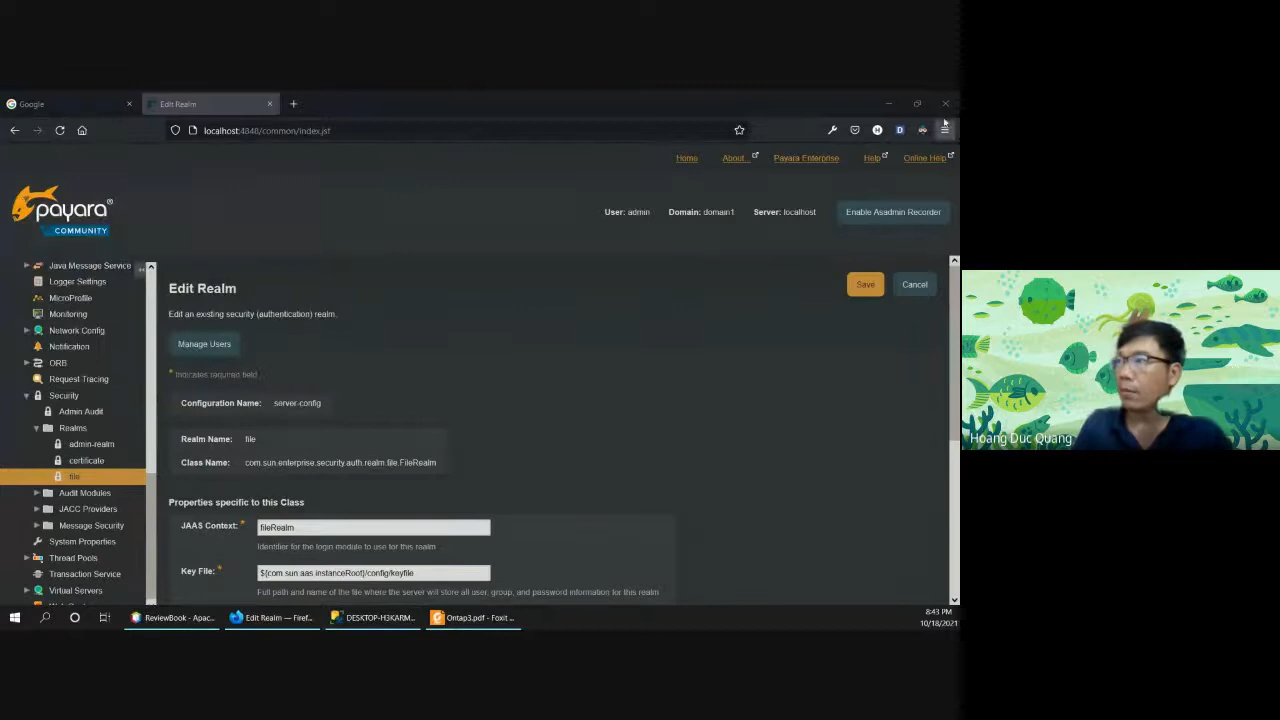 Google
Edit Realm
localhost:4848/common/index.jsf
Home About... Payara Enterprise Help Online Help
payara®
COMMUNITY
User: admin Domain: domain1 Server: localhost Enable Asadmin Recorder
Java Message Service
Logger Settings
MicroProfile
Monitoring
Network Config
Notification
ORB
Request Tracing
Security
Admin Audit
Realms
admin-realm
certificate
file
Audit Modules
JACC Providers
Message Security
System Properties
Thread Pools
Transaction Service
Virtual Servers
Edit Realm
Save Cancel
Edit an existing security (authentication) realm.
Manage Users
* Indicates required field
Configuration Name: server-config
Realm Name: file
Class Name: com.sun.enterprise.security.auth.realm.file.FileRealm
Properties specific to this Class
JAAS Context: * fileRealm
Identifier for the login module to use for this realm
Key File: * ${com.sun.aas.instanceRoot}/config/keyfile
Full path and name of the file where the server will store all user, group, and password information for this realm
Hoang Duc Quang
ReviewBook - Apac...
Edit Realm — Firef...
DESKTOP-H3KARM...
Ontap3.pdf - Foxit ...
8:43 PM
10/18/2021